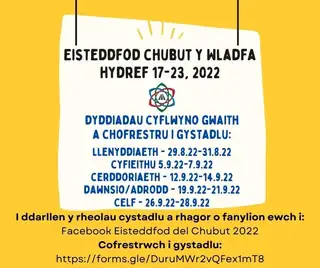 EISTEDDFOD CHUBUT Y WLADFA
HYDREF 17-23, 2022
DYDDIADAU CYFLWYNO GWAITH
A CHOFRESTRU I GYSTADLU:
LLENYDDIAETH - 29.8.22-31.8.22
CYFIEITHU 5.9.22-7.9.22
CERDDORIAETH - 12.9.22-14.9.22
DAWNSIO/ADRODD - 19.9.22-21.9.22
CELF - 26.9.22-28.9.22
I ddarllen y rheolau cystadlu a rhagor o fanylion ewch i:
Facebook Eisteddfod del Chubut 2022
Cofrestrwch i gystadlu:
https://forms.gle/DuruMWr2vQFex1mT8